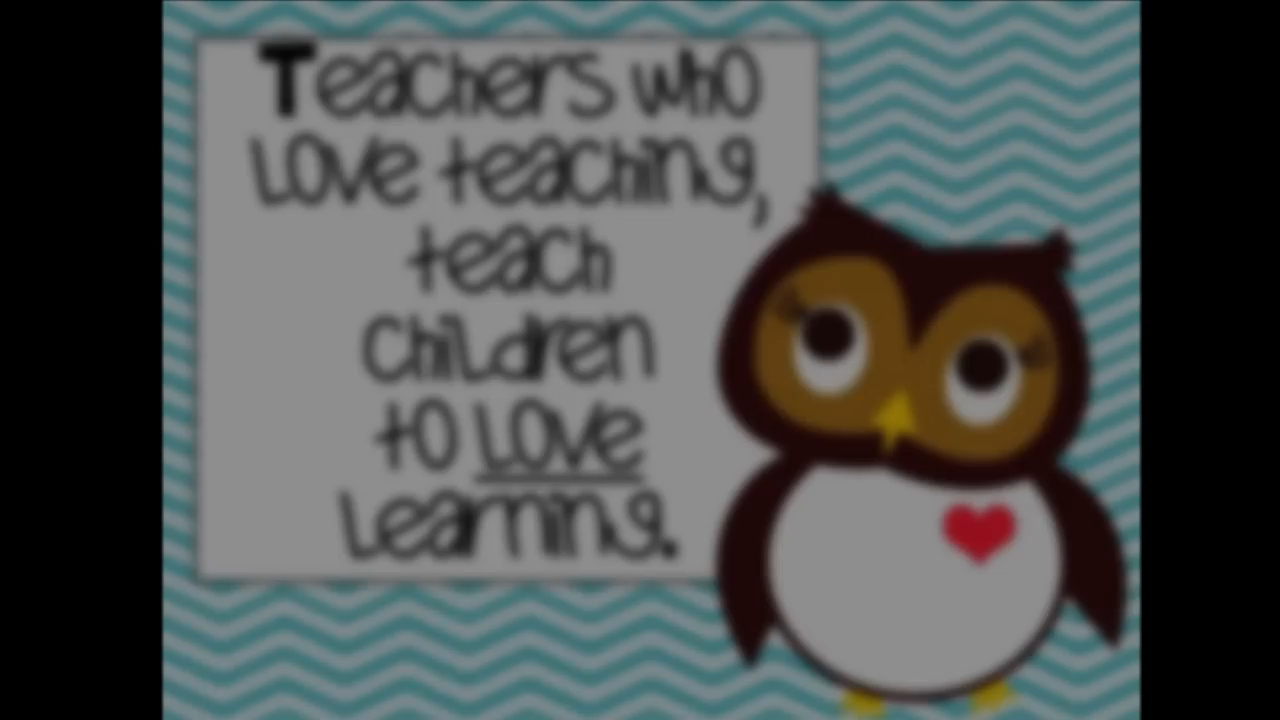 Teachers who
Love teaching,
teach
children
to Love
Learning.